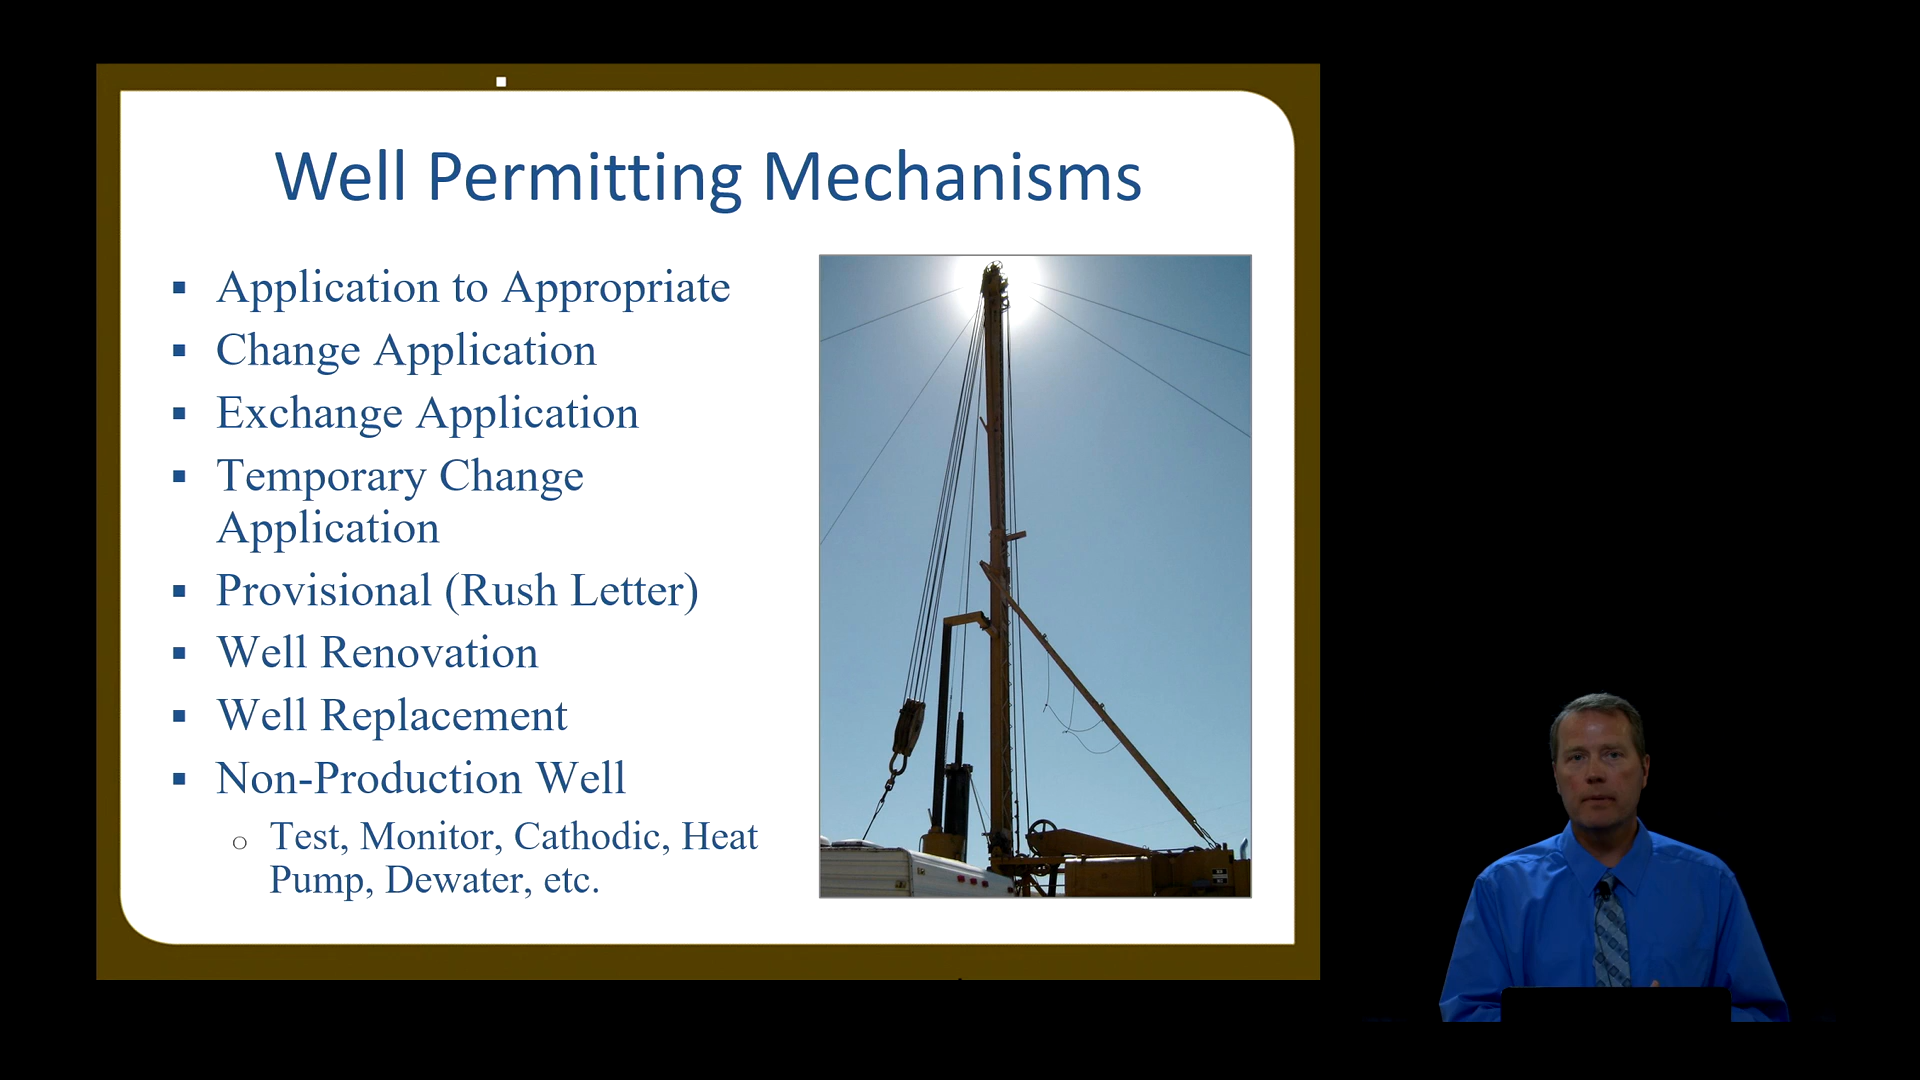 Well Permitting Mechanisms
▪ Application to Appropriate
▪ Change Application
▪ Exchange Application
▪ Temporary Change
Application
▪ Provisional (Rush Letter)
▪ Well Renovation
▪ Well Replacement
▪ Non-Production Well
○ Test, Monitor, Cathodic, Heat
Pump, Dewater, etc.